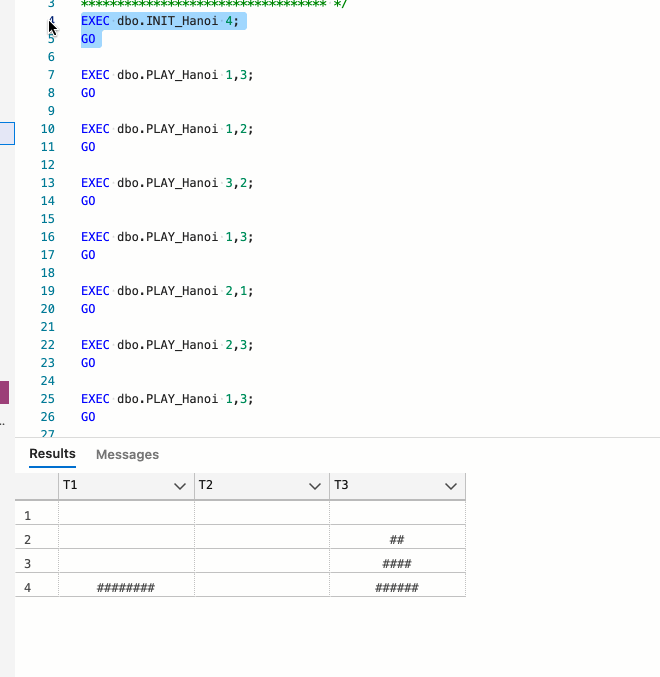 3 ********************************** */
4 EXEC dbo.INIT_Hanoi 4;
5 GO
6
7 EXEC dbo.PLAY_Hanoi 1,3;
8 GO
9
10 EXEC dbo.PLAY_Hanoi 1,2;
11 GO
12
13 EXEC dbo.PLAY_Hanoi 3,2;
14 GO
15
16 EXEC dbo.PLAY_Hanoi 1,3;
17 GO
18
19 EXEC dbo.PLAY_Hanoi 2,1;
20 GO
21
22 EXEC dbo.PLAY_Hanoi 2,3;
23 GO
24
25 EXEC dbo.PLAY_Hanoi 1,3;
26 GO
27
Results Messages
T1 T2 T3
1
2 ##
3 ####
4 ######## ######